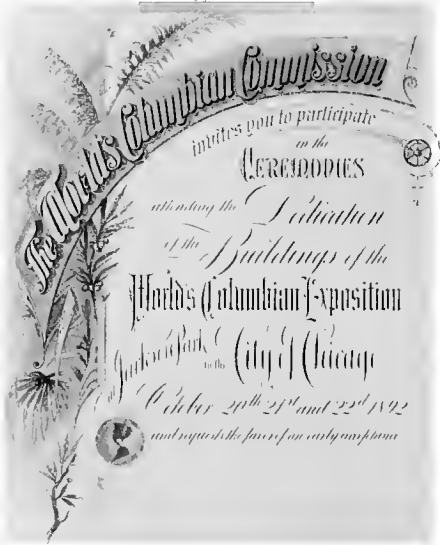 The World's Columbian Commission
invites you to participate
in the
CEREMONIES
attending the Dedication
of the Buildings of the
World's Columbian Exposition
at Jackson Park in the City of Chicago
October 20th 21st and 22d 1892
and requests the favor of an early acceptance